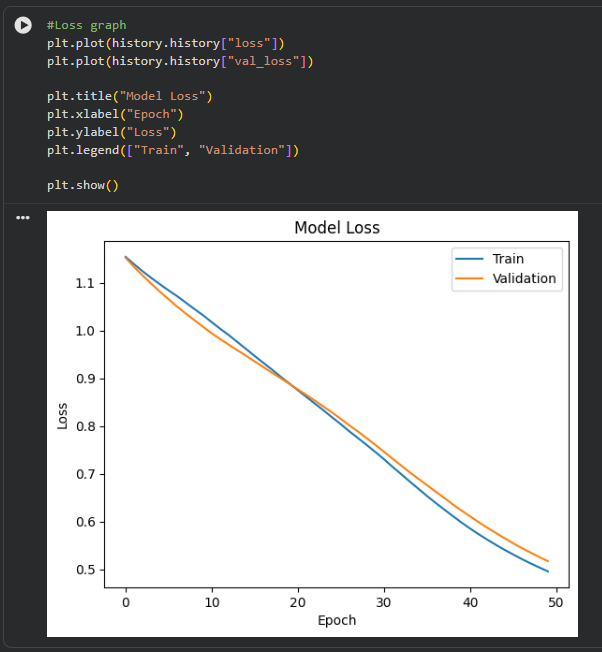 #Loss graph
plt.plot(history.history["loss"])
plt.plot(history.history["val_loss"])
plt.title("Model Loss")
plt.xlabel("Epoch")
plt.ylabel("Loss")
plt.legend(["Train", "Validation"])
plt.show()
Model Loss
Train
Validation
1.1
1.0
0.9
0.8
0.7
0.6
0.5
Loss
0 10 20 30 40 50
Epoch